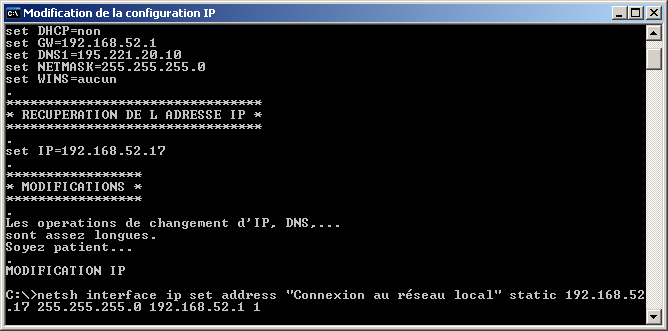 Modification de la configuration IP
set DHCP=non
set GW=192.168.52.1
set DNS1=195.221.20.10
set NETMASK=255.255.255.0
set WINS=aucun
.
********************************
* RECUPERATION DE L ADRESSE IP *
********************************
.
set IP=192.168.52.17
.
*****************
* MODIFICATIONS *
*****************
.
Les operations de changement d'IP, DNS,...
sont assez longues.
Soyez patient...
.
MODIFICATION IP
C:\>netsh interface ip set address "Connexion au réseau local" static 192.168.52
.17 255.255.255.0 192.168.52.1 1